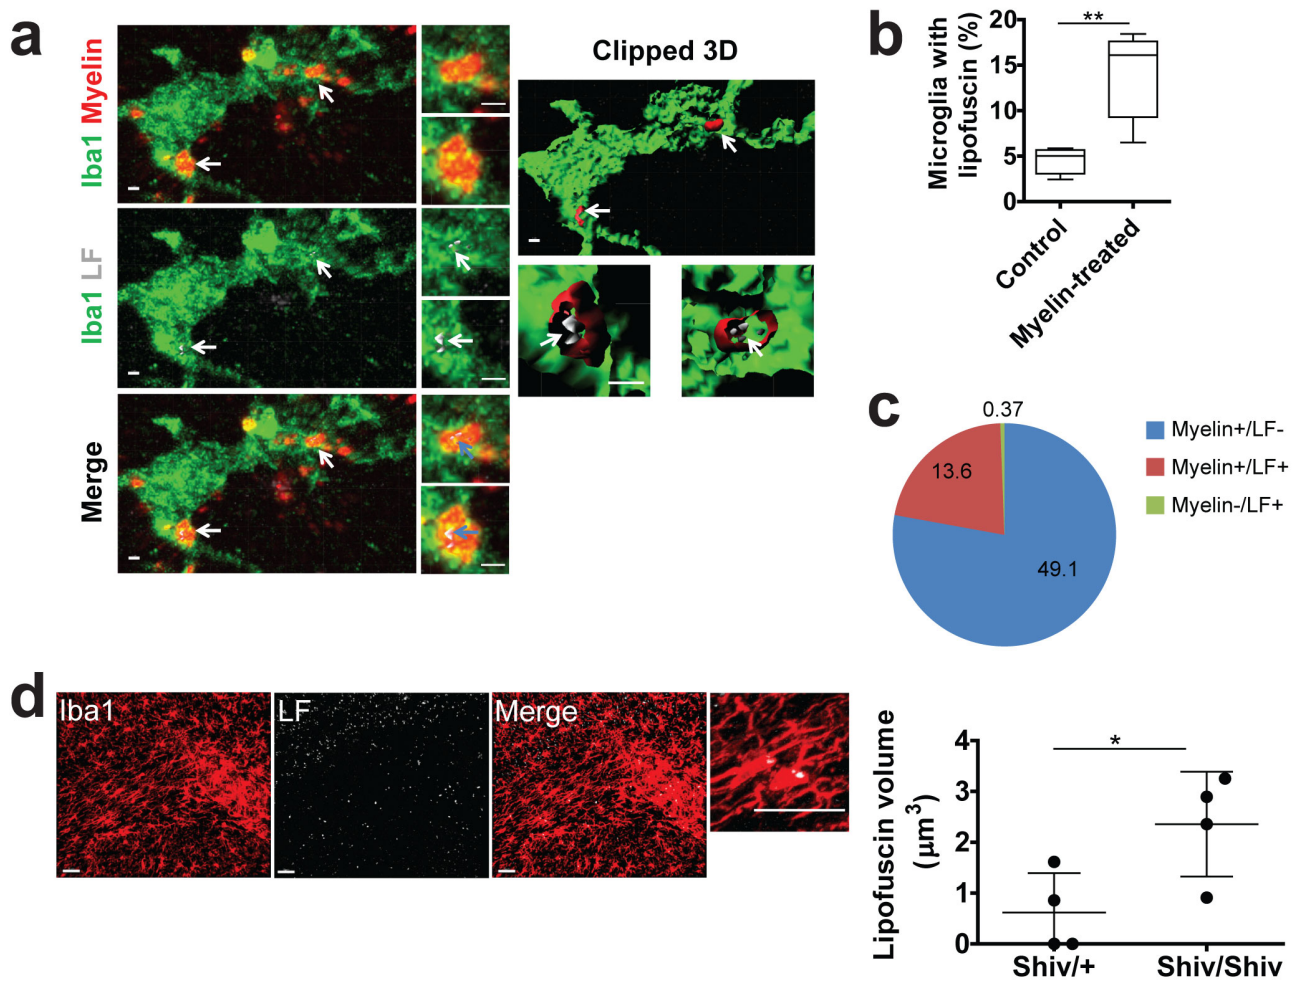 a
Iba1 Myelin
Iba1 LF
Merge
Clipped 3D
b
Microglia with
lipofuscin (%)
20
15
10
5
0
**
Control
Myelin-treated
c
0.37
13.6
49.1
Myelin+/LF-
Myelin+/LF+
Myelin-/LF+
d
Iba1
LF
Merge
Lipofuscin volume
(μm³)
4
3
2
1
0
*
Shiv/+
Shiv/Shiv